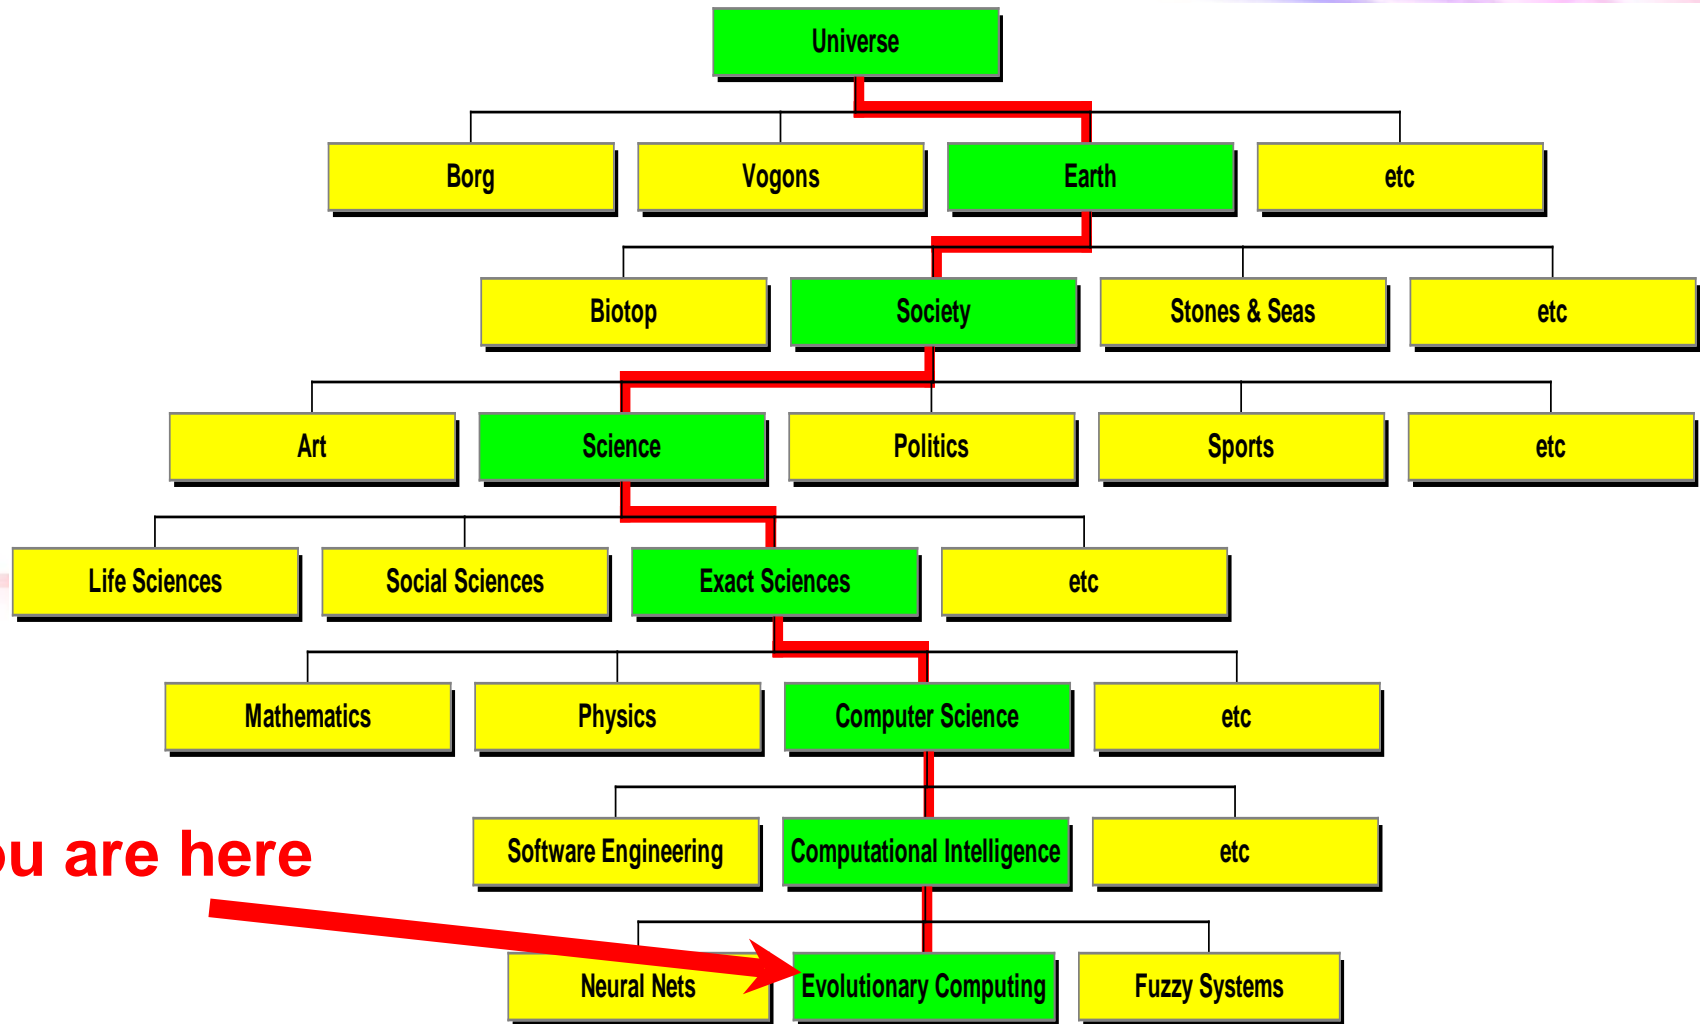 Universe
Borg
Vogons
Earth
etc
Biotop
Society
Stones & Seas
etc
Art
Science
Politics
Sports
etc
Life Sciences
Social Sciences
Exact Sciences
etc
Mathematics
Physics
Computer Science
etc
Software Engineering
Computational Intelligence
etc
ou are here
Neural Nets
Evolutionary Computing
Fuzzy Systems